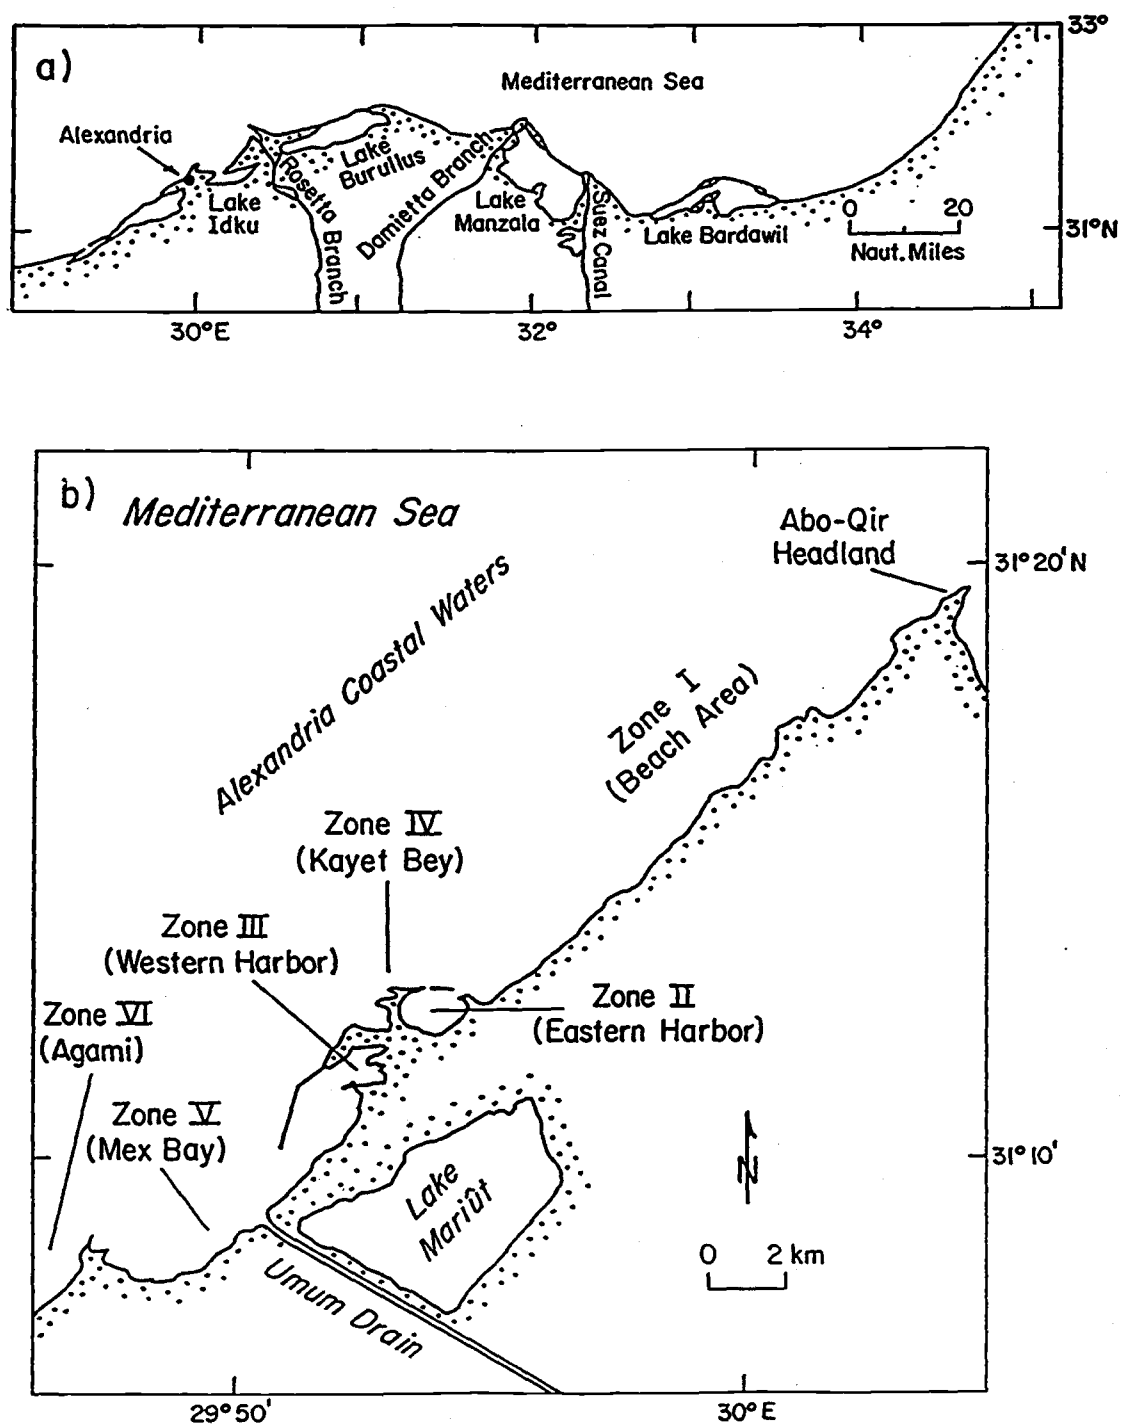 a)
33°
Mediterranean Sea
Alexandria
Lake
Burullus
Rosetta Branch
Damietta Branch
Lake
Idku
Lake
Manzala
Suez Canal
Lake Bardawil
0 20
Naut. Miles
31°N
30°E
32°
34°
b)
Mediterranean Sea
Abo-Qir
Headland
31°20'N
Alexandria Coastal Waters
Zone I
(Beach Area)
Zone IV
(Kayet Bey)
Zone III
(Western Harbor)
Zone II
(Eastern Harbor)
Zone VI
(Agami)
Zone V
(Mex Bay)
31°10'
N
Lake
Mariût
0 2 km
Umum Drain
29°50'
30°E